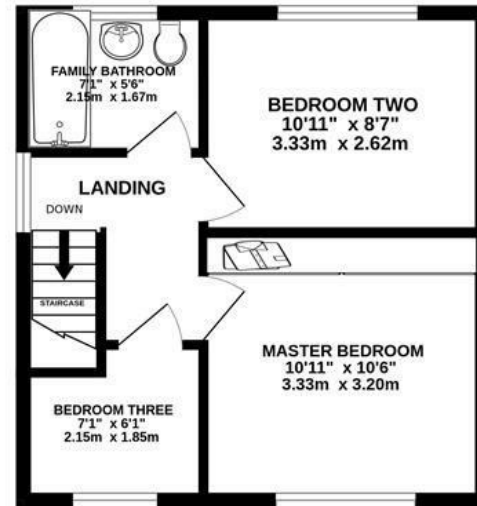 FAMILY BATHROOM
7'1" x 5'6"
2.15m x 1.67m
BEDROOM TWO
10'11" x 8'7"
3.33m x 2.62m
LANDING
DOWN
STAIRCASE
MASTER BEDROOM
10'11" x 10'6"
3.33m x 3.20m
BEDROOM THREE
7'1" x 6'1"
2.15m x 1.85m